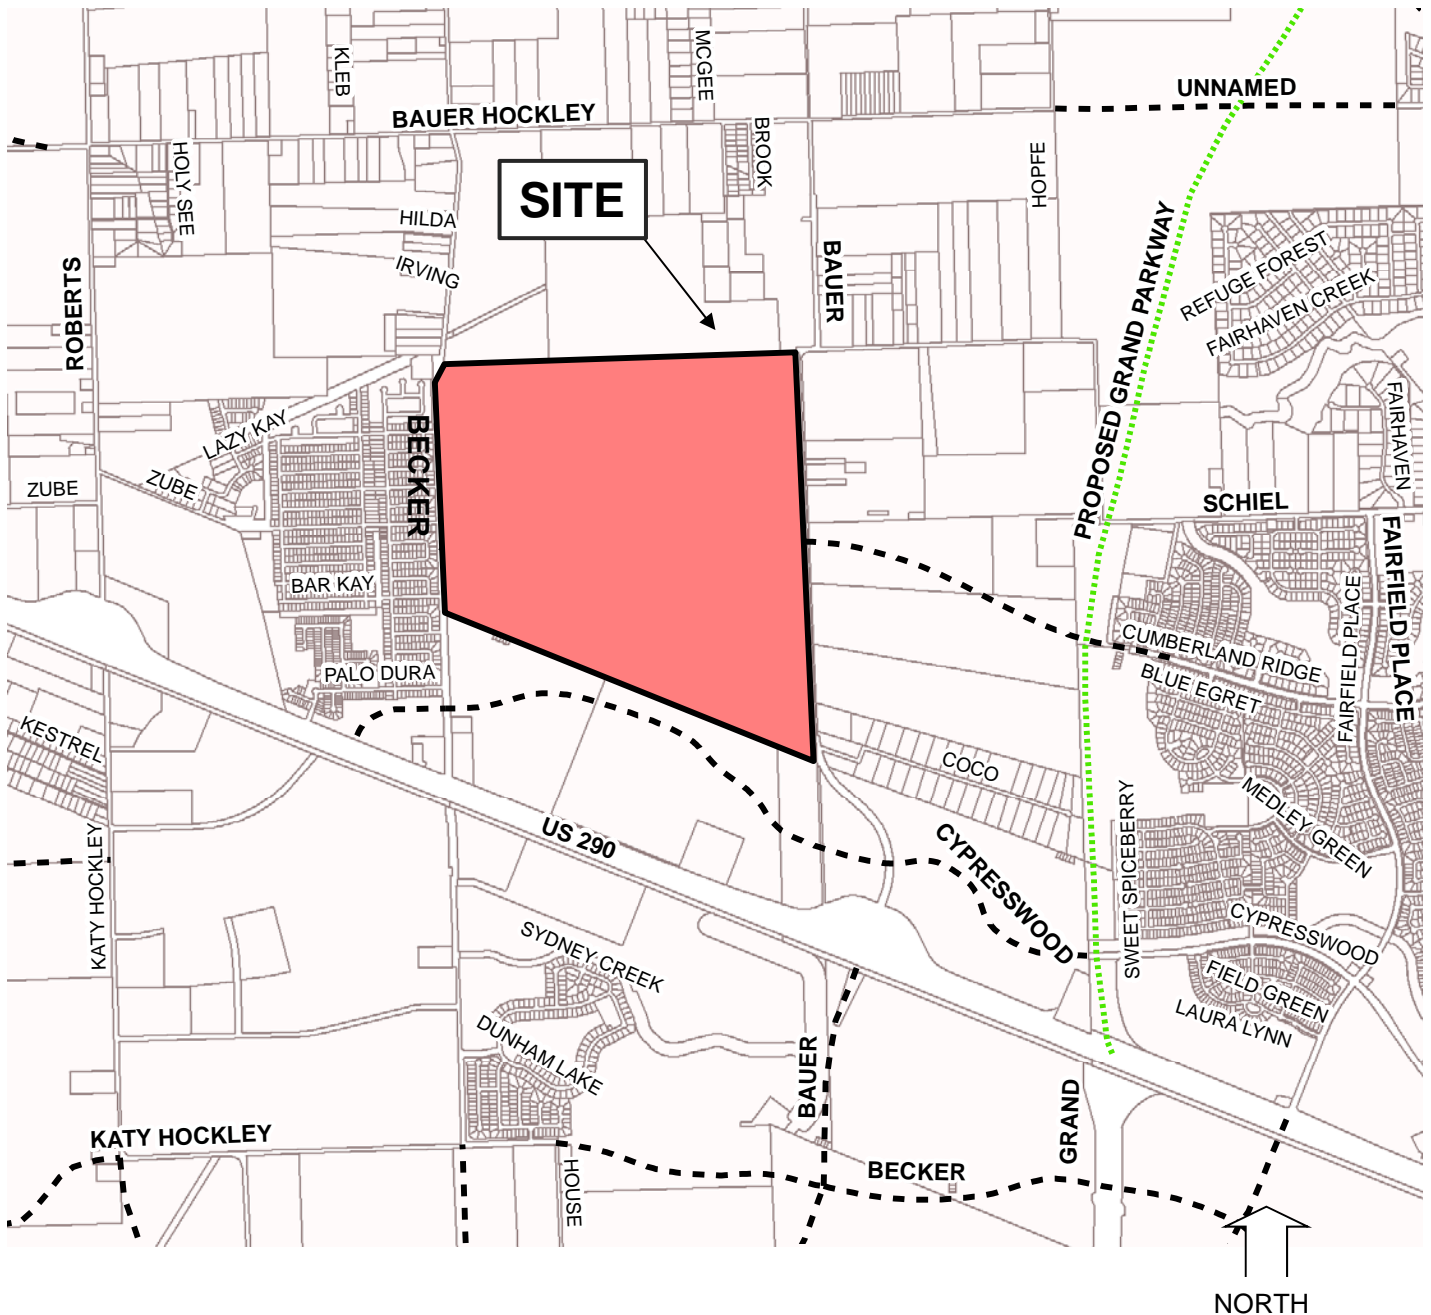 KLEB
MCGEE
UNNAMED
BAUER HOCKLEY
BROOK
HOLY SEE
HOPFE
SITE
HILDA
IRVING
BAUER
ROBERTS
PROPOSED GRAND PARKWAY
REFUGE FOREST
FAIRHAVEN CREEK
FAIRHAVEN
LAZY KAY
BECKER
ZUBE
ZUBE
SCHIEL
FAIRFIELD PLACE
BAR KAY
FAIRFIELD PLACE
CUMBERLAND RIDGE
BLUE EGRET
PALO DURA
KESTREL
COCO
MEDLEY GREEN
US 290
CYPRESSWOOD
SWEET SPICEBERRY
KATY HOCKLEY
CYPRESSWOOD
SYDNEY CREEK
FIELD GREEN
LAURA LYNN
DUNHAM LAKE
BAUER
GRAND
KATY HOCKLEY
HOUSE
BECKER
NORTH